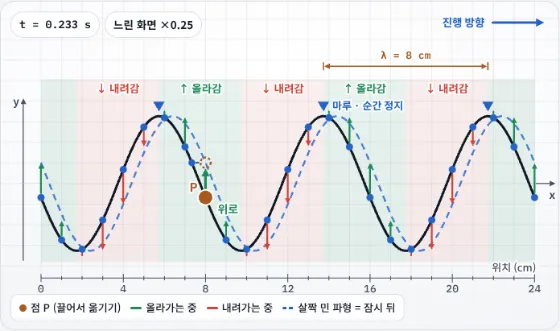 t = 0.233 s
느린 화면 ×0.25
진행 방향
λ = 8 cm
↓ 내려감
↑ 올라감
↓ 내려감
↑ 올라감
↓ 내려감
마루 · 순간 정지
y
P
위로
x
위치 (cm)
0 4 8 12 16 20 24
점 P (끌어서 옮기기)
올라가는 중
내려가는 중
살짝 민 파형 = 잠시 뒤